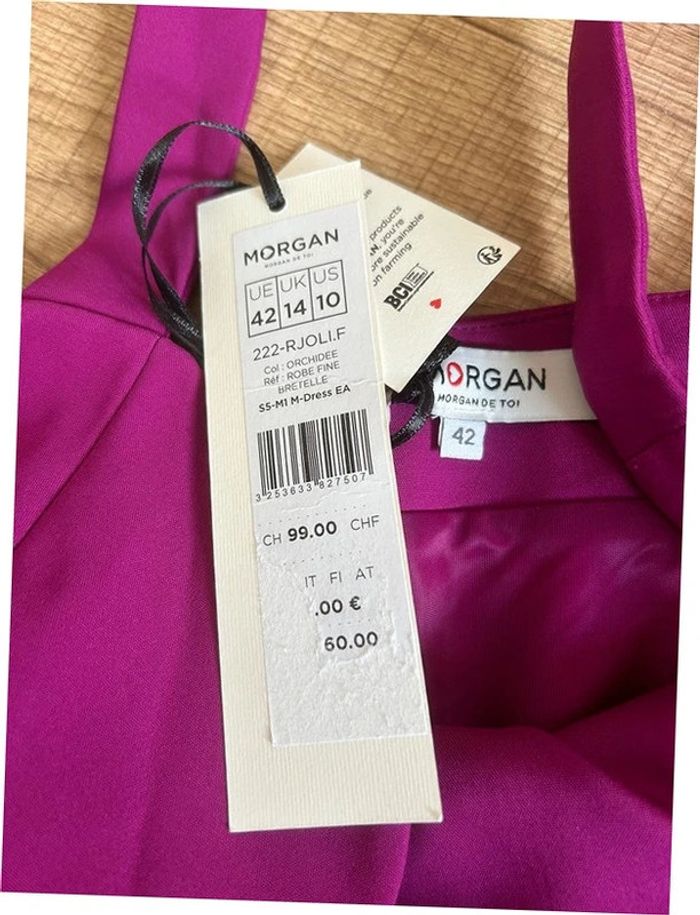 MORGAN
MORGAN DE TOI
UE UK US
42 14 10
222-RJOLI.F
Col : ORCHIDEE
Réf : ROBE FINE
BRETELLE
S5-M1 M-Dress EA
3 253633 827507
CH 99.00 CHF
IT FI AT
.00 €
60.00
products
you're
sustainable
farming
BCI
MORGAN
MORGAN DE TOI
42